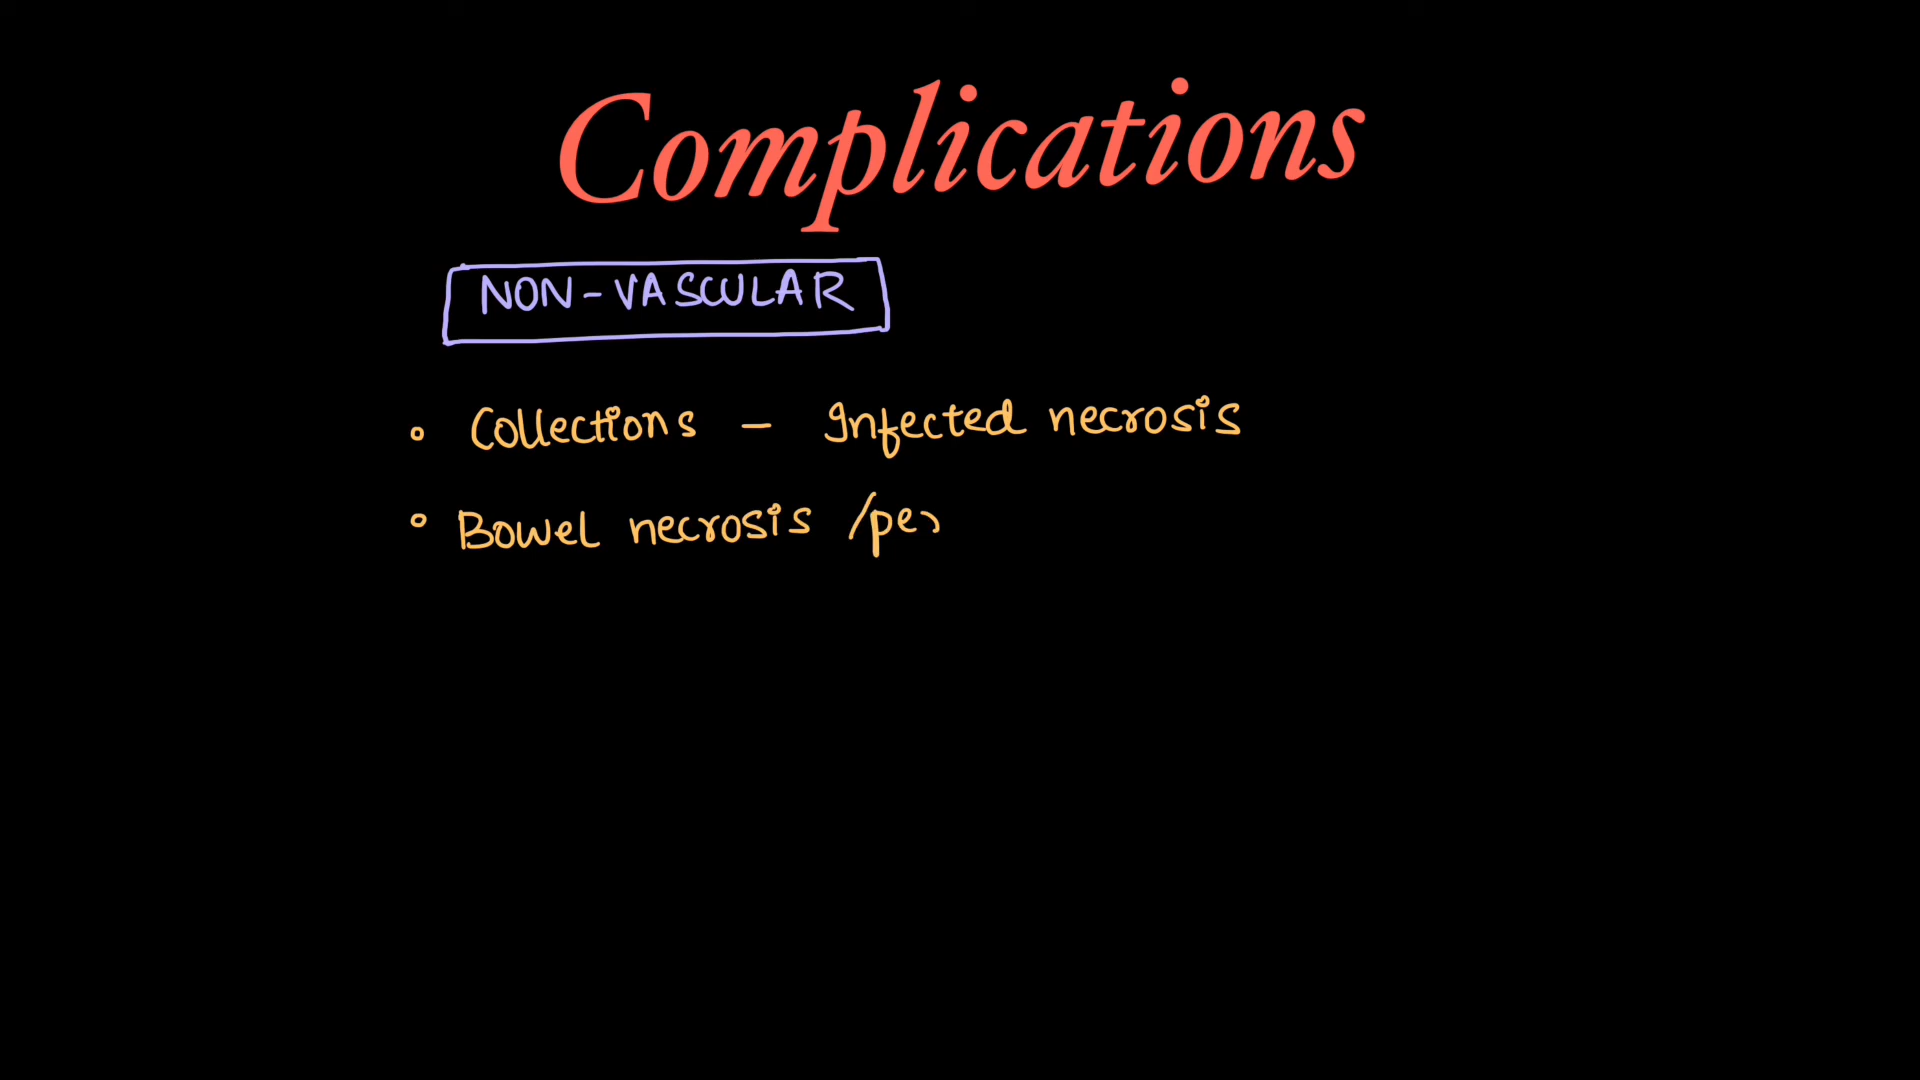 Complications
NON-VASCULAR
• Collections - Infected necrosis
• Bowel necrosis /pe